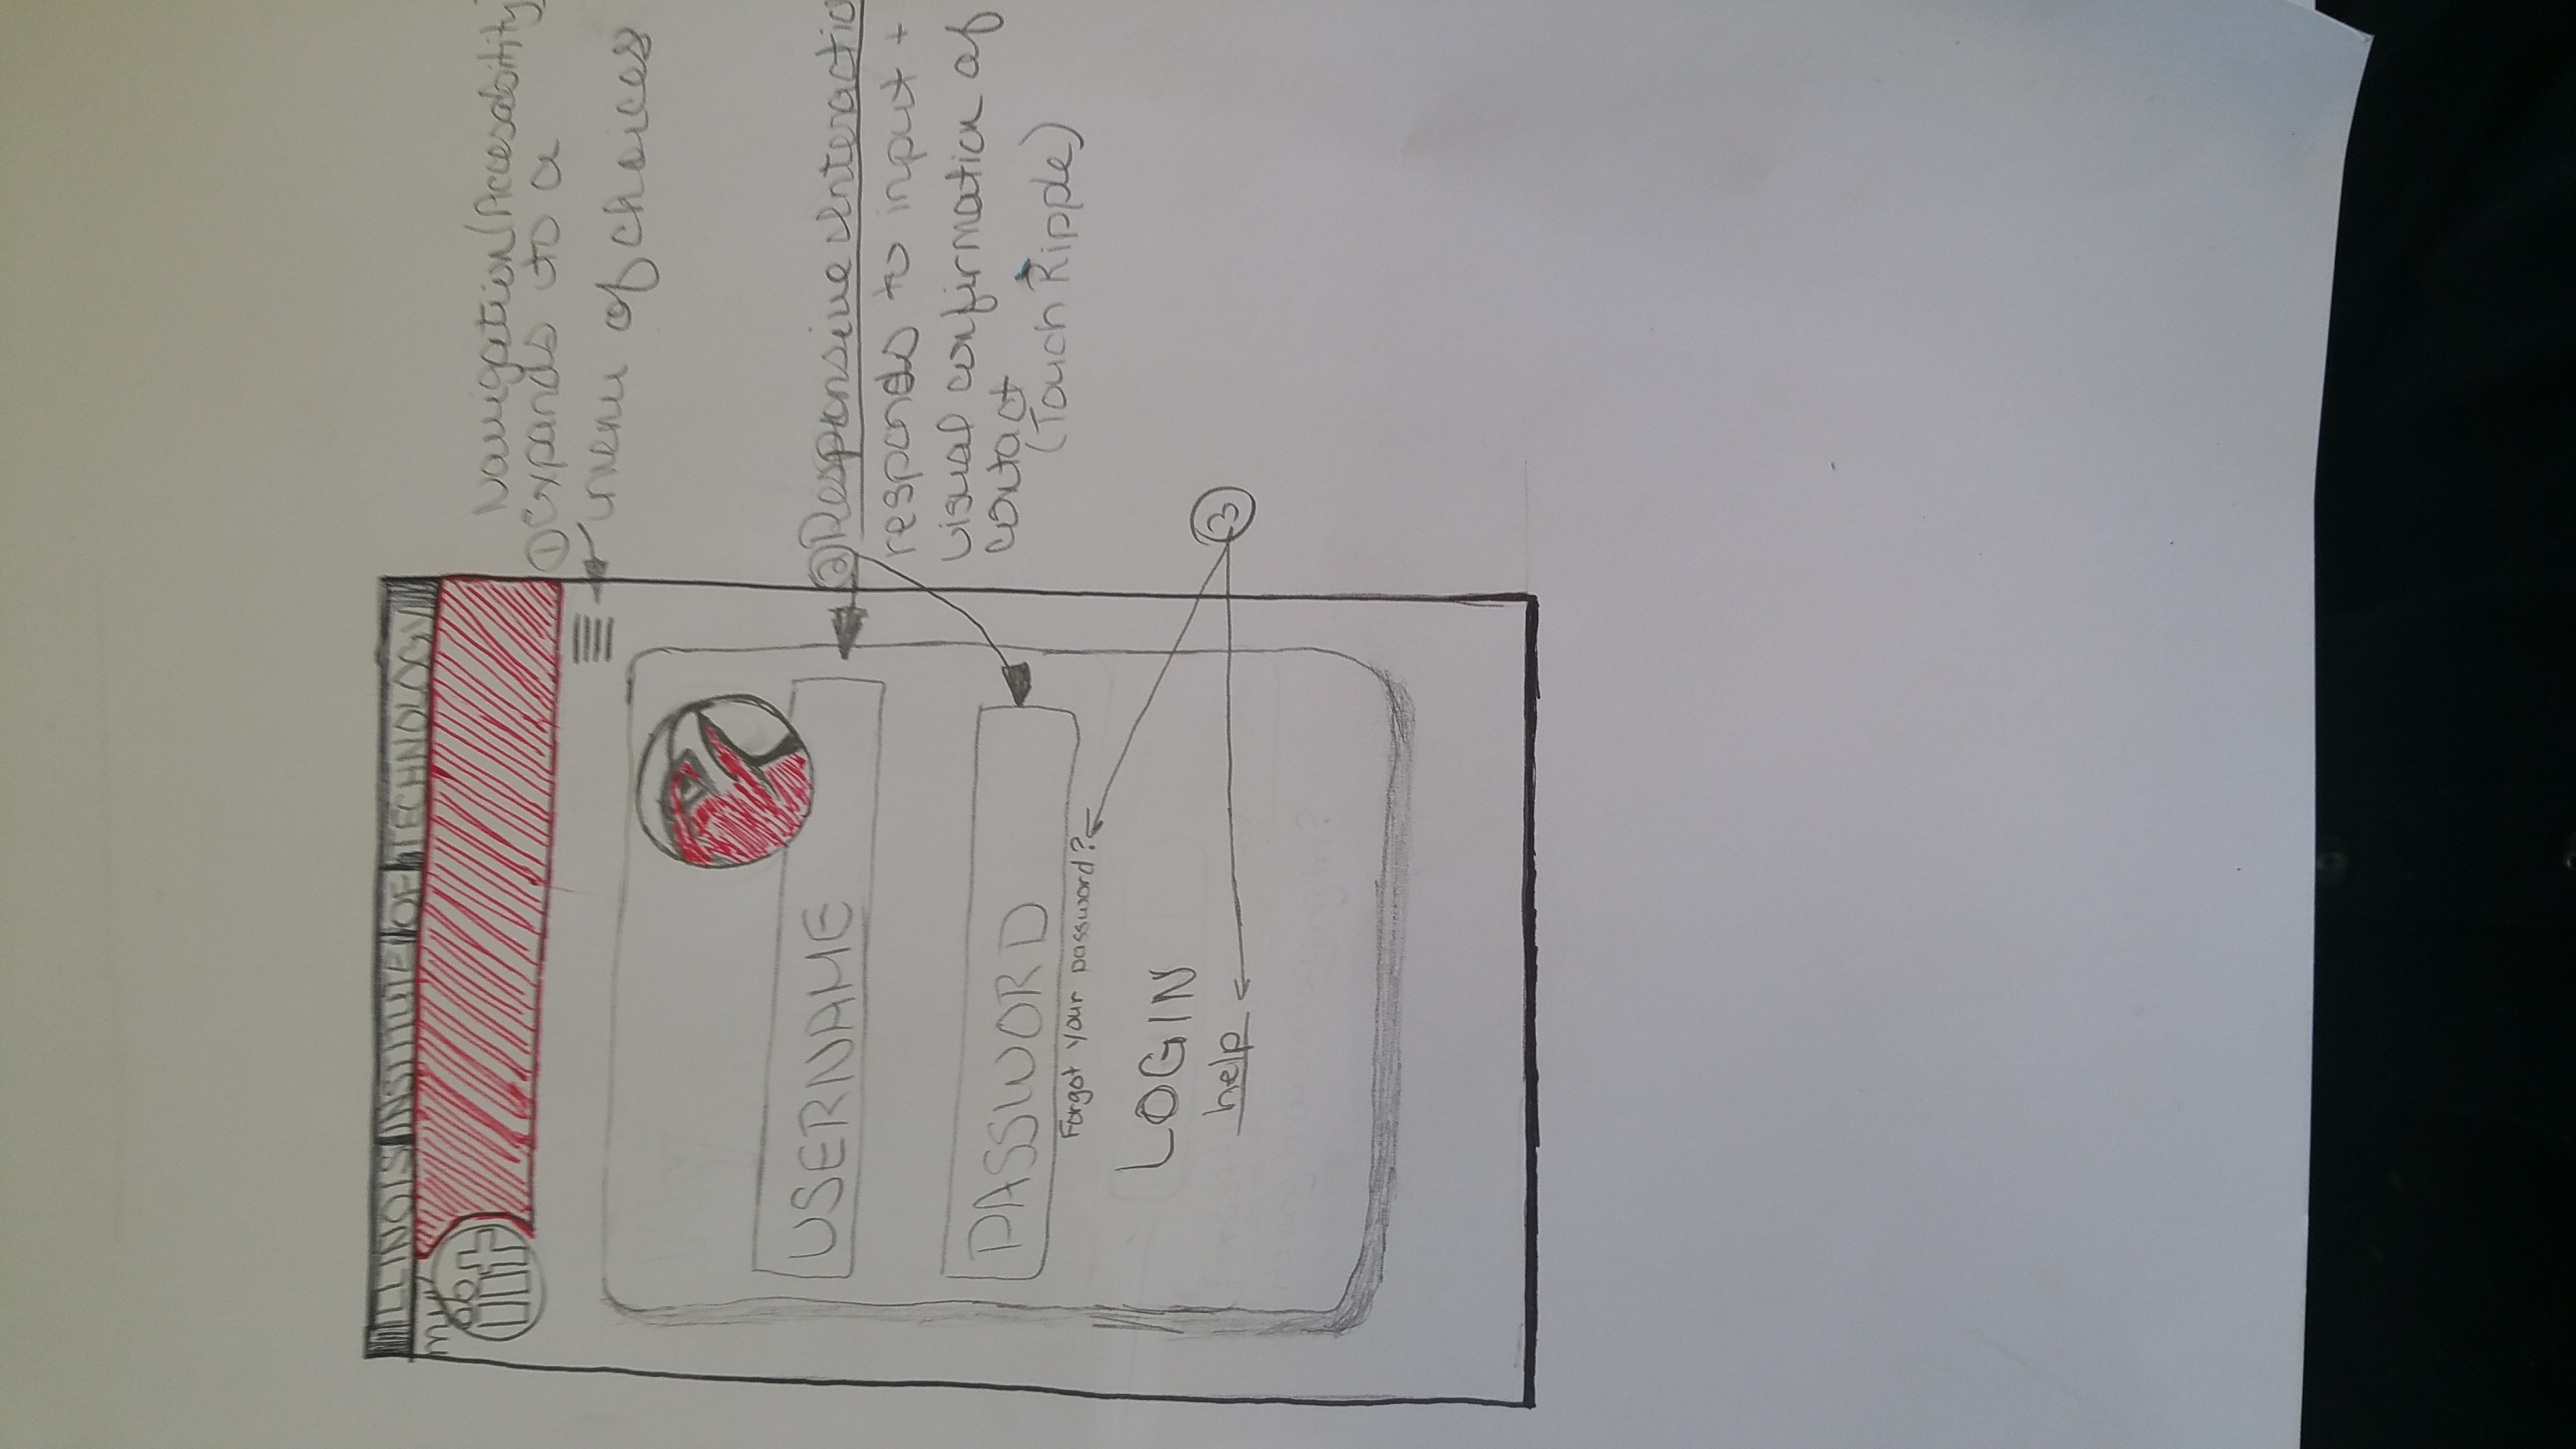 ILLINOIS INSTITUTE OF TECHNOLOGY
my
iit
Navigation/Accesability
① expands to a
menu of choices
USERNAME
② Responsive Interactio
responds to input +
visual confirmation of
contact
(Touch Ripple)
PASSWORD
Forgot your password?
LOGIN
help
③